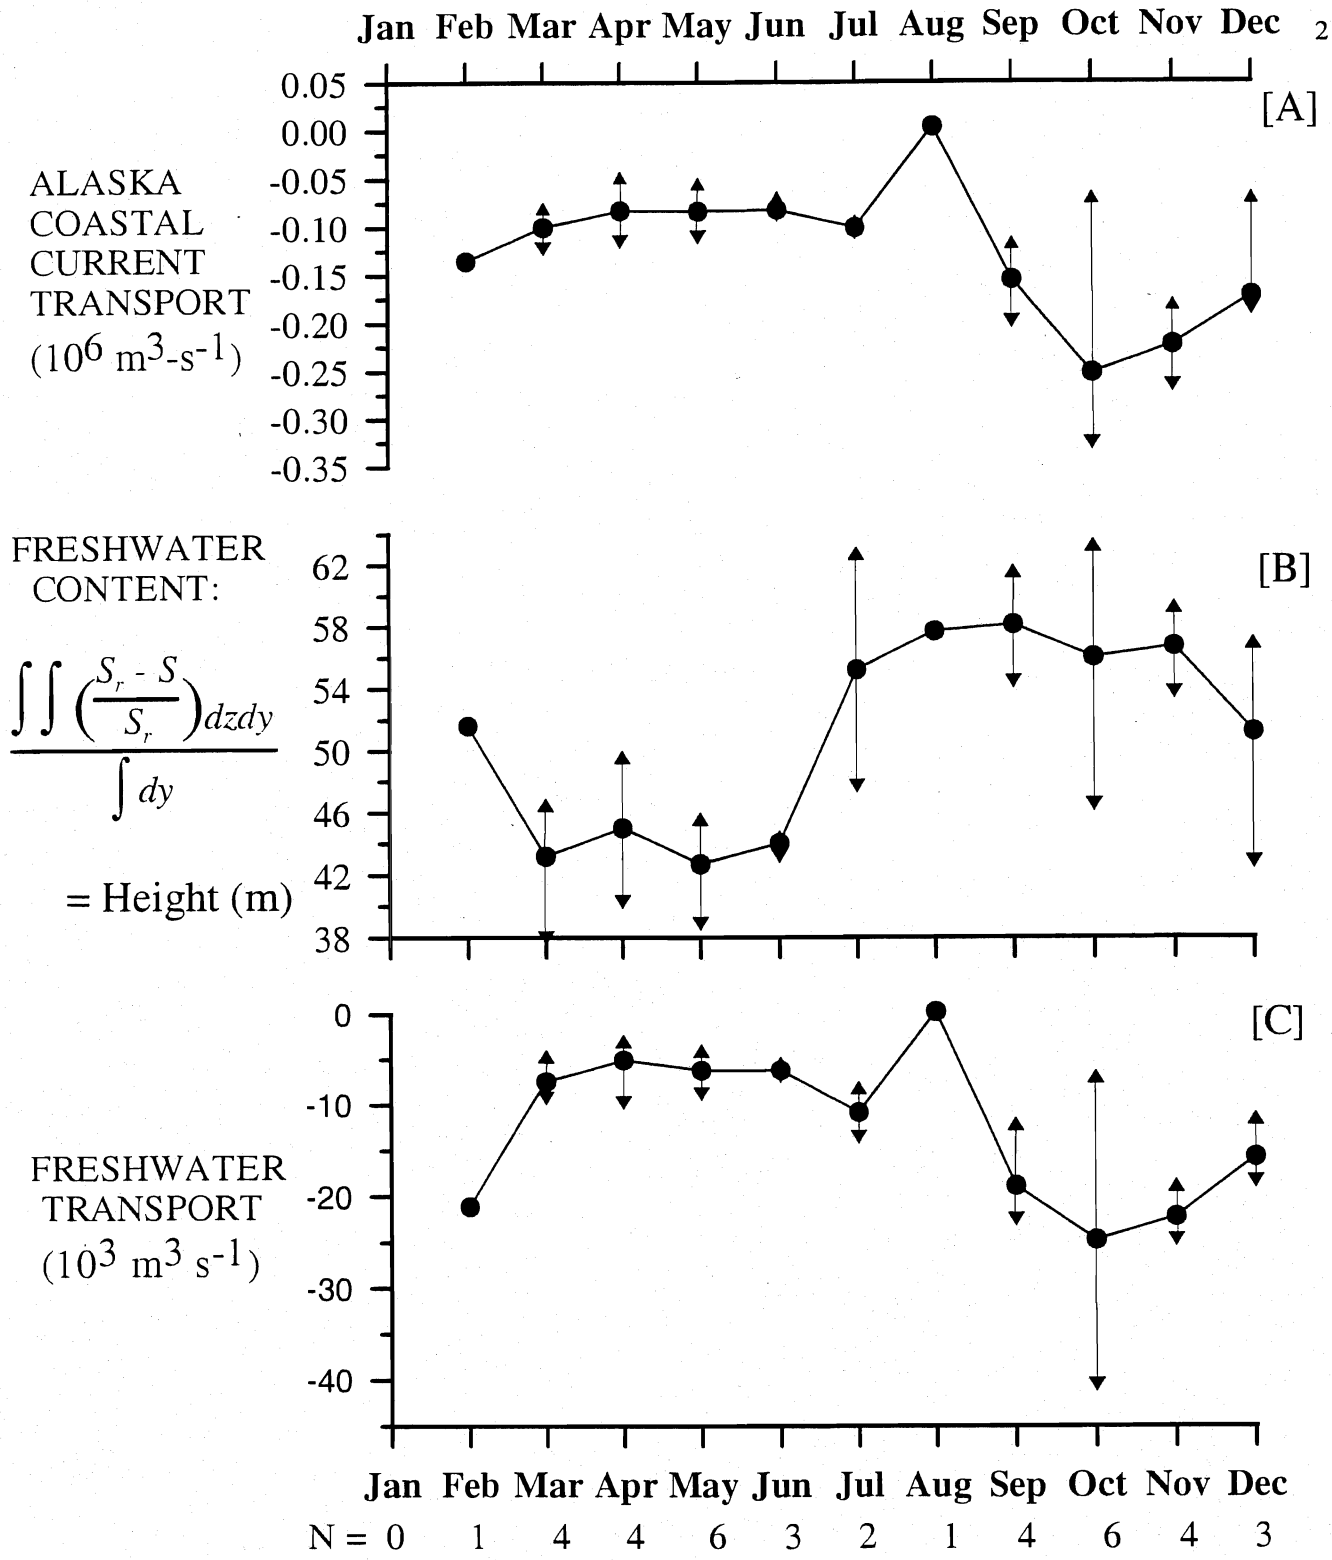 Jan Feb Mar Apr May Jun Jul Aug Sep Oct Nov Dec 2
[A]
0.05
0.00
-0.05
-0.10
-0.15
-0.20
-0.25
-0.30
-0.35
ALASKA
COASTAL
CURRENT
TRANSPORT
(10⁶ m³-s⁻¹)
[B]
FRESHWATER
CONTENT:
∫∫ ((Sᵣ - S)/Sᵣ) dzdy
∫ dy
= Height (m)
62
58
54
50
46
42
38
[C]
0
-10
-20
-30
-40
FRESHWATER
TRANSPORT
(10³ m³ s⁻¹)
Jan Feb Mar Apr May Jun Jul Aug Sep Oct Nov Dec
N = 0 1 4 4 6 3 2 1 4 6 4 3